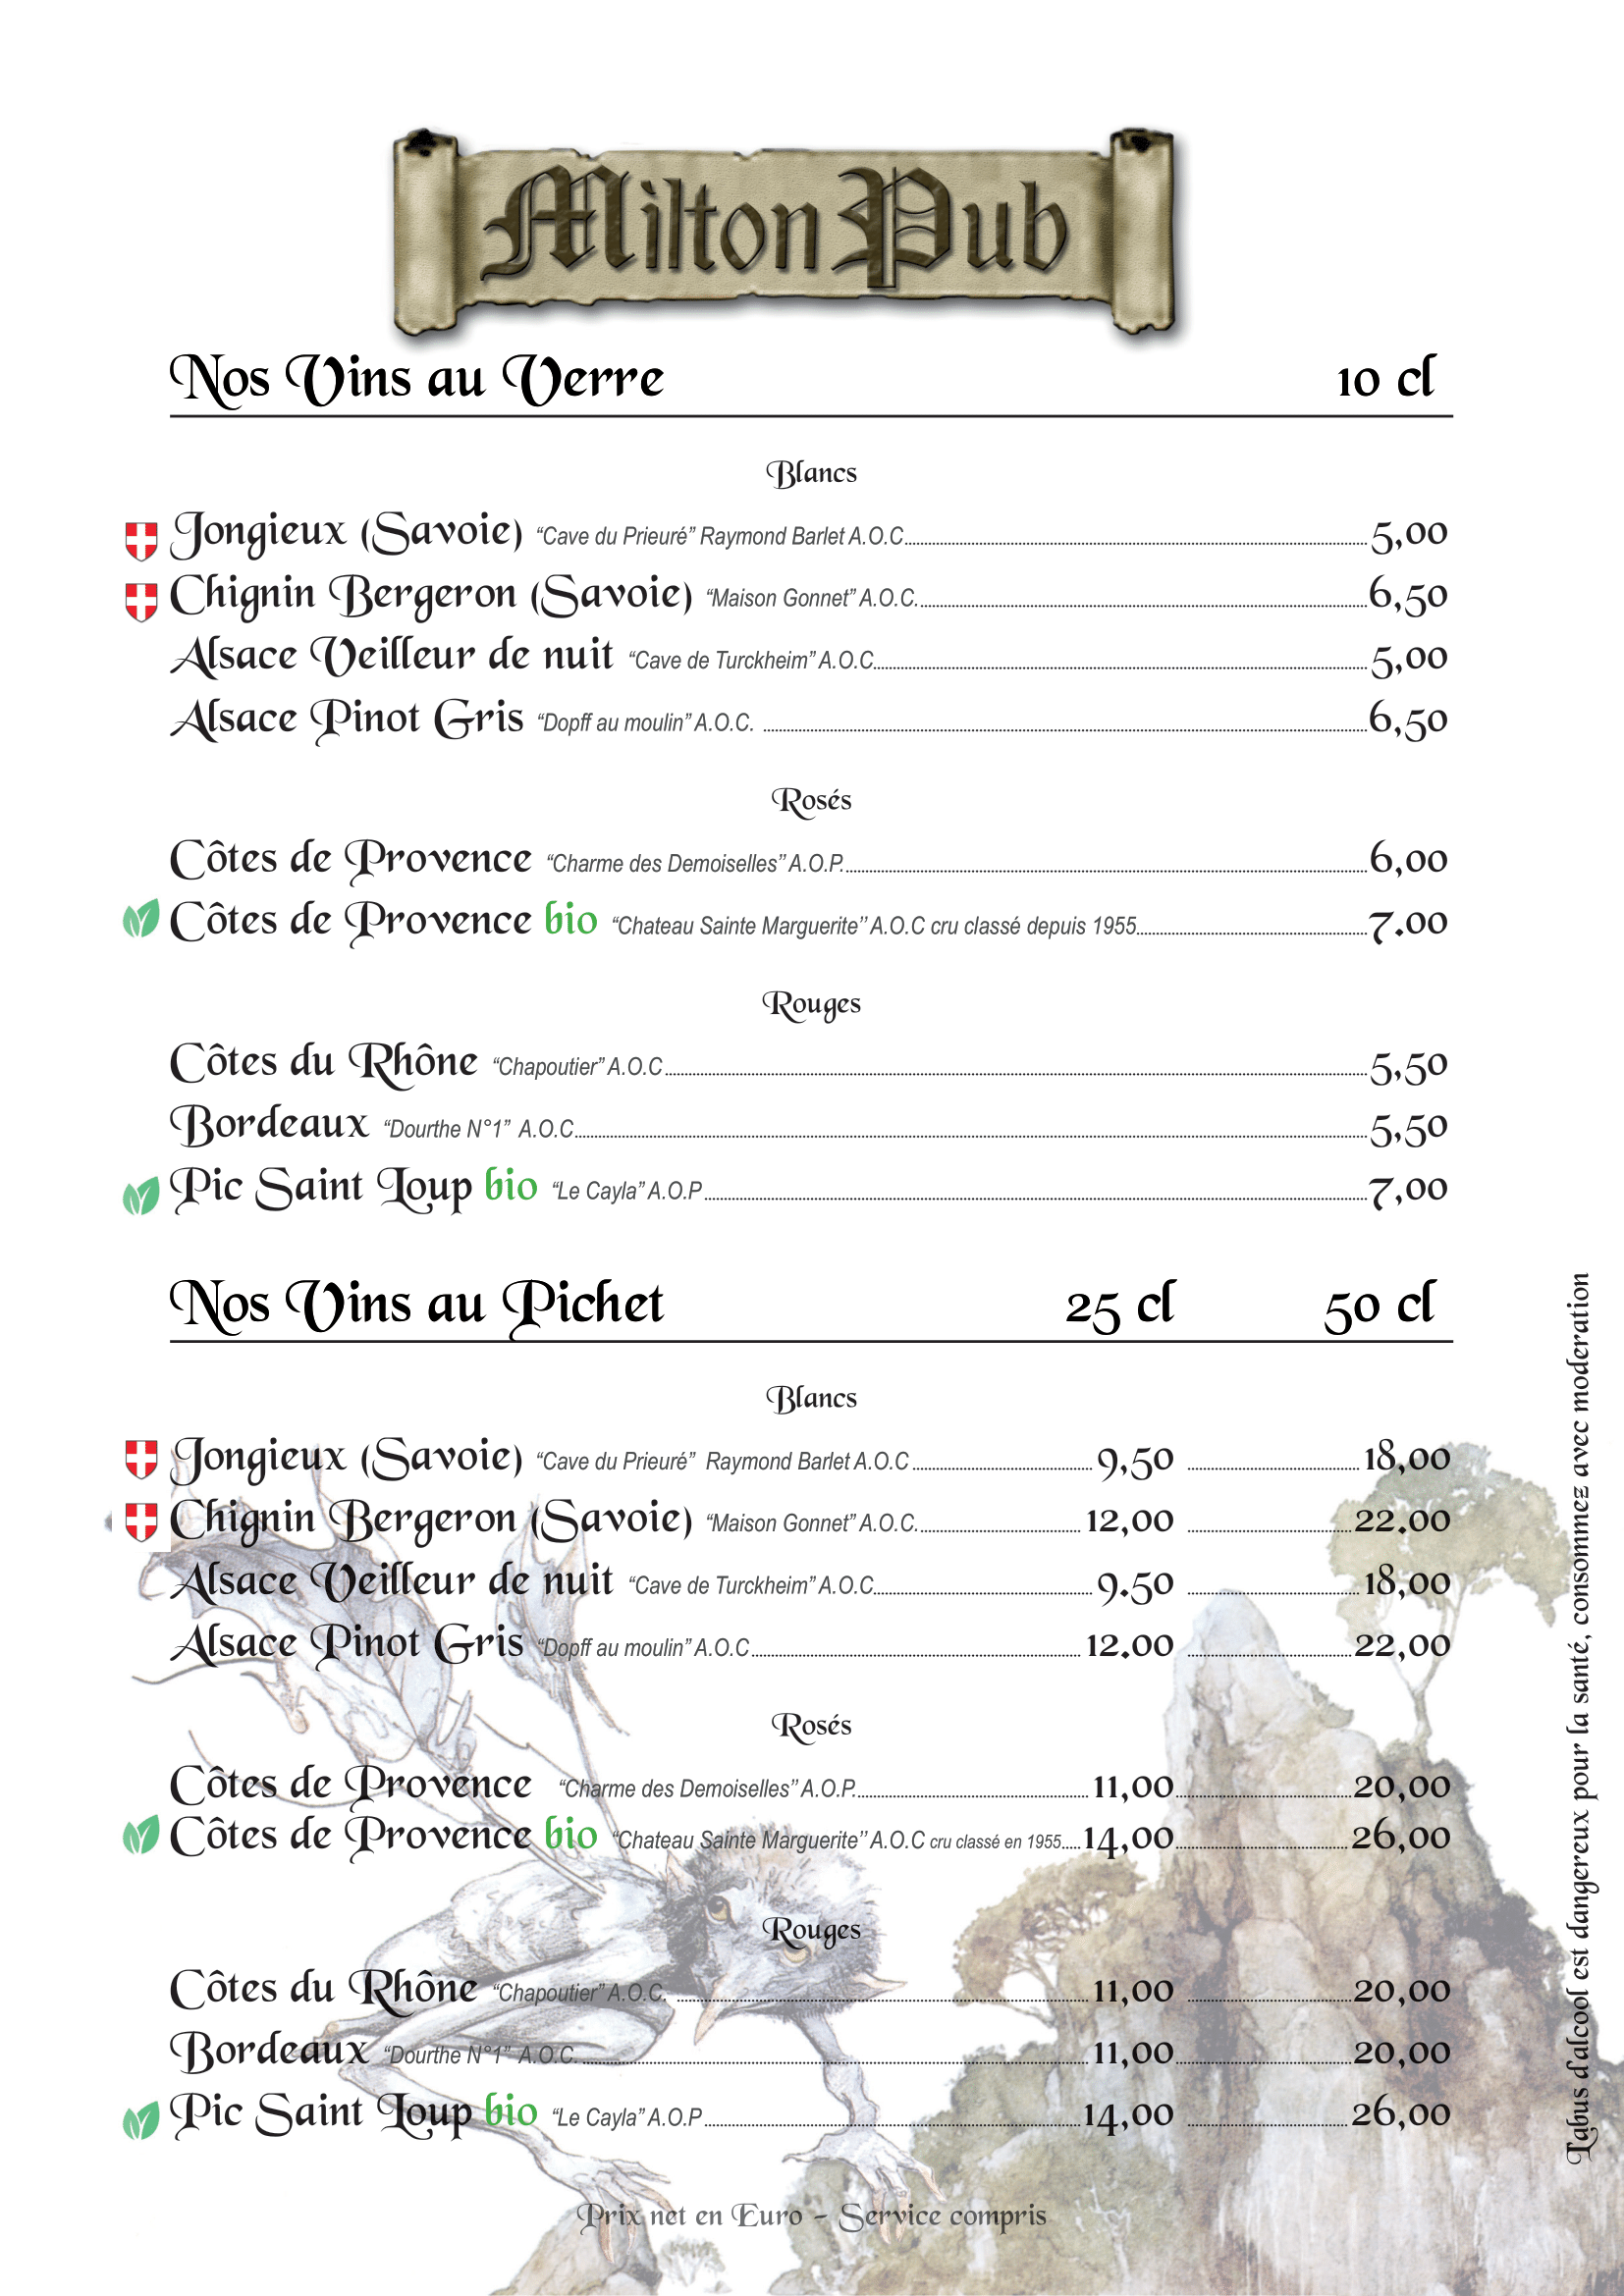 Milton Pub
Nos Vins au Verre 10 cl
Blancs
Jongieux (Savoie) “Cave du Prieuré” Raymond Barlet A.O.C 5,00
Chignin Bergeron (Savoie) “Maison Gonnet” A.O.C. 6,50
Alsace Veilleur de nuit “Cave de Turckheim” A.O.C 5,00
Alsace Pinot Gris “Dopff au moulin” A.O.C. 6,50
Rosés
Côtes de Provence “Charme des Demoiselles” A.O.P. 6,00
Côtes de Provence bio “Chateau Sainte Marguerite” A.O.C cru classé depuis 1955 7.00
Rouges
Côtes du Rhône “Chapoutier” A.O.C 5,50
Bordeaux “Dourthe N°1” A.O.C 5,50
Pic Saint Loup bio “Le Cayla” A.O.P 7,00
Nos Vins au Pichet 25 cl 50 cl
Blancs
Jongieux (Savoie) “Cave du Prieuré” Raymond Barlet A.O.C 9,50 18,00
Chignin Bergeron (Savoie) “Maison Gonnet” A.O.C. 12,00 22.00
Alsace Veilleur de nuit “Cave de Turckheim” A.O.C 9.50 18,00
Alsace Pinot Gris “Dopff au moulin” A.O.C 12.00 22,00
Rosés
Côtes de Provence “Charme des Demoiselles” A.O.P. 11,00 20,00
Côtes de Provence bio “Chateau Sainte Marguerite” A.O.C cru classé en 1955 14,00 26,00
Rouges
Côtes du Rhône “Chapoutier” A.O.C. 11,00 20,00
Bordeaux “Dourthe N°1” A.O.C. 11,00 20,00
Pic Saint Loup bio “Le Cayla” A.O.P 14,00 26,00
Prix net en Euro - Service compris
L'abus d'alcool est dangereux pour la santé, consommez avec moderation